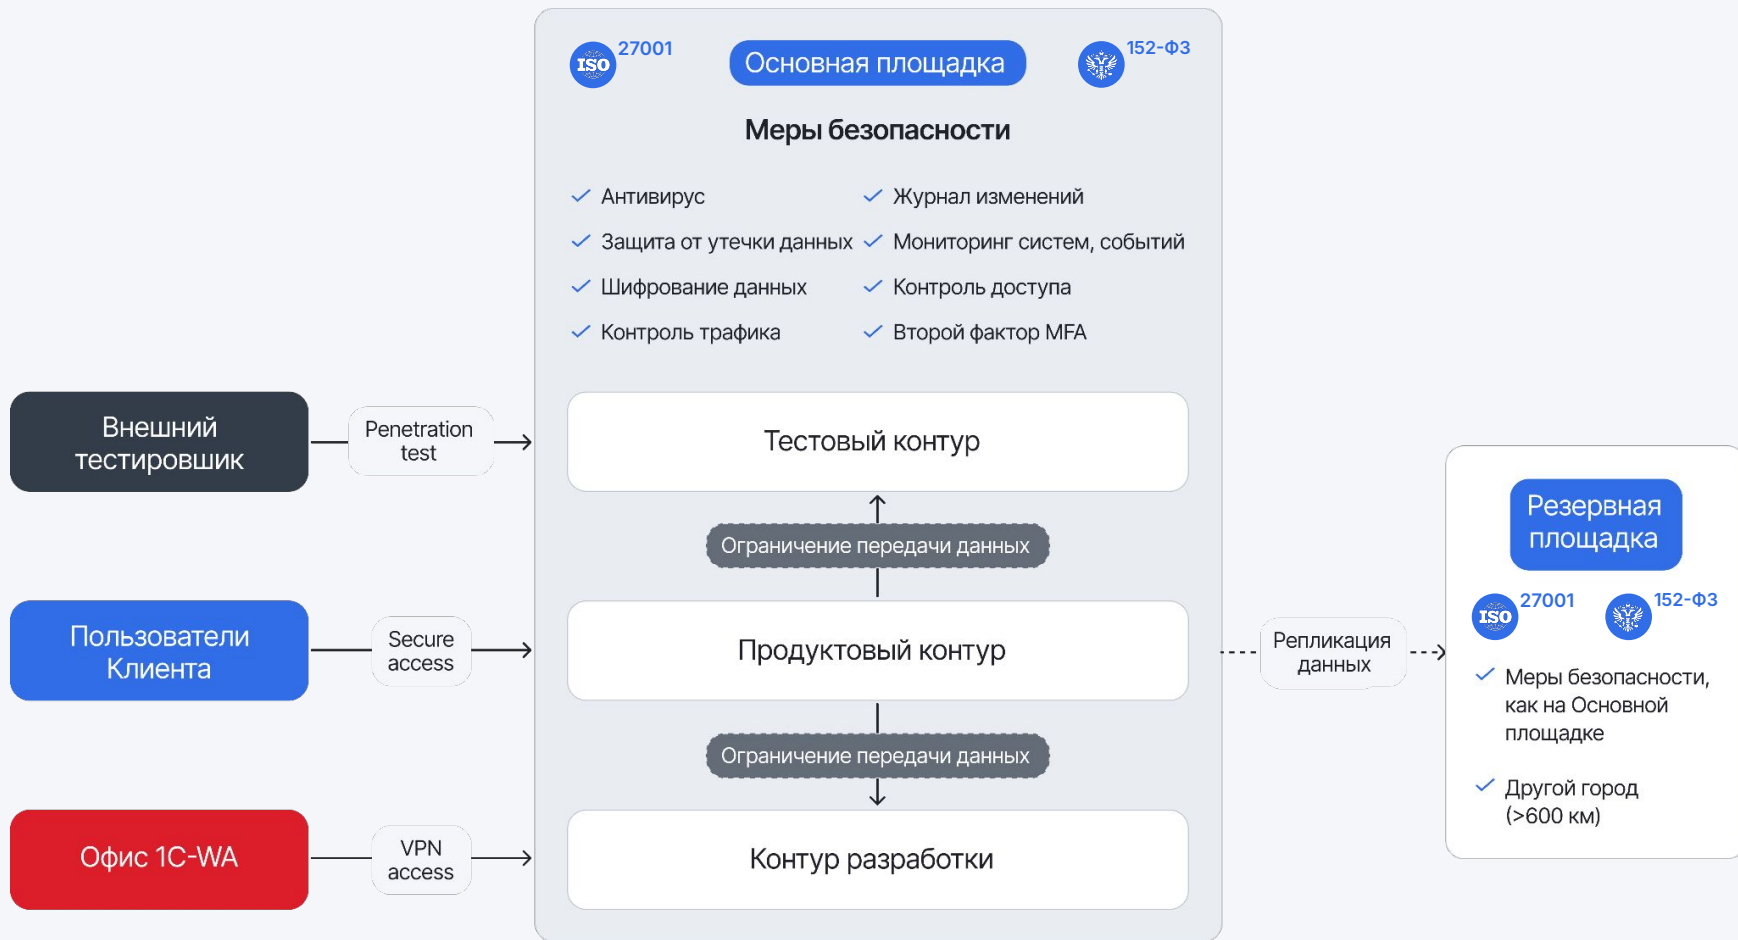 ISO 27001
Основная площадка
152-ФЗ
Меры безопасности
Антивирус
Защита от утечки данных
Шифрование данных
Контроль трафика
Журнал изменений
Мониторинг систем, событий
Контроль доступа
Второй фактор MFA
Внешний
тестировшик
Penetration
test
Тестовый контур
Ограничение передачи данных
Пользователи
Клиента
Secure
access
Продуктовый контур
Ограничение передачи данных
Офис 1C-WA
VPN
access
Контур разработки
Репликация
данных
Резервная
площадка
ISO 27001
152-ФЗ
Меры безопасности,
как на Основной
площадке
Другой город
(>600 км)